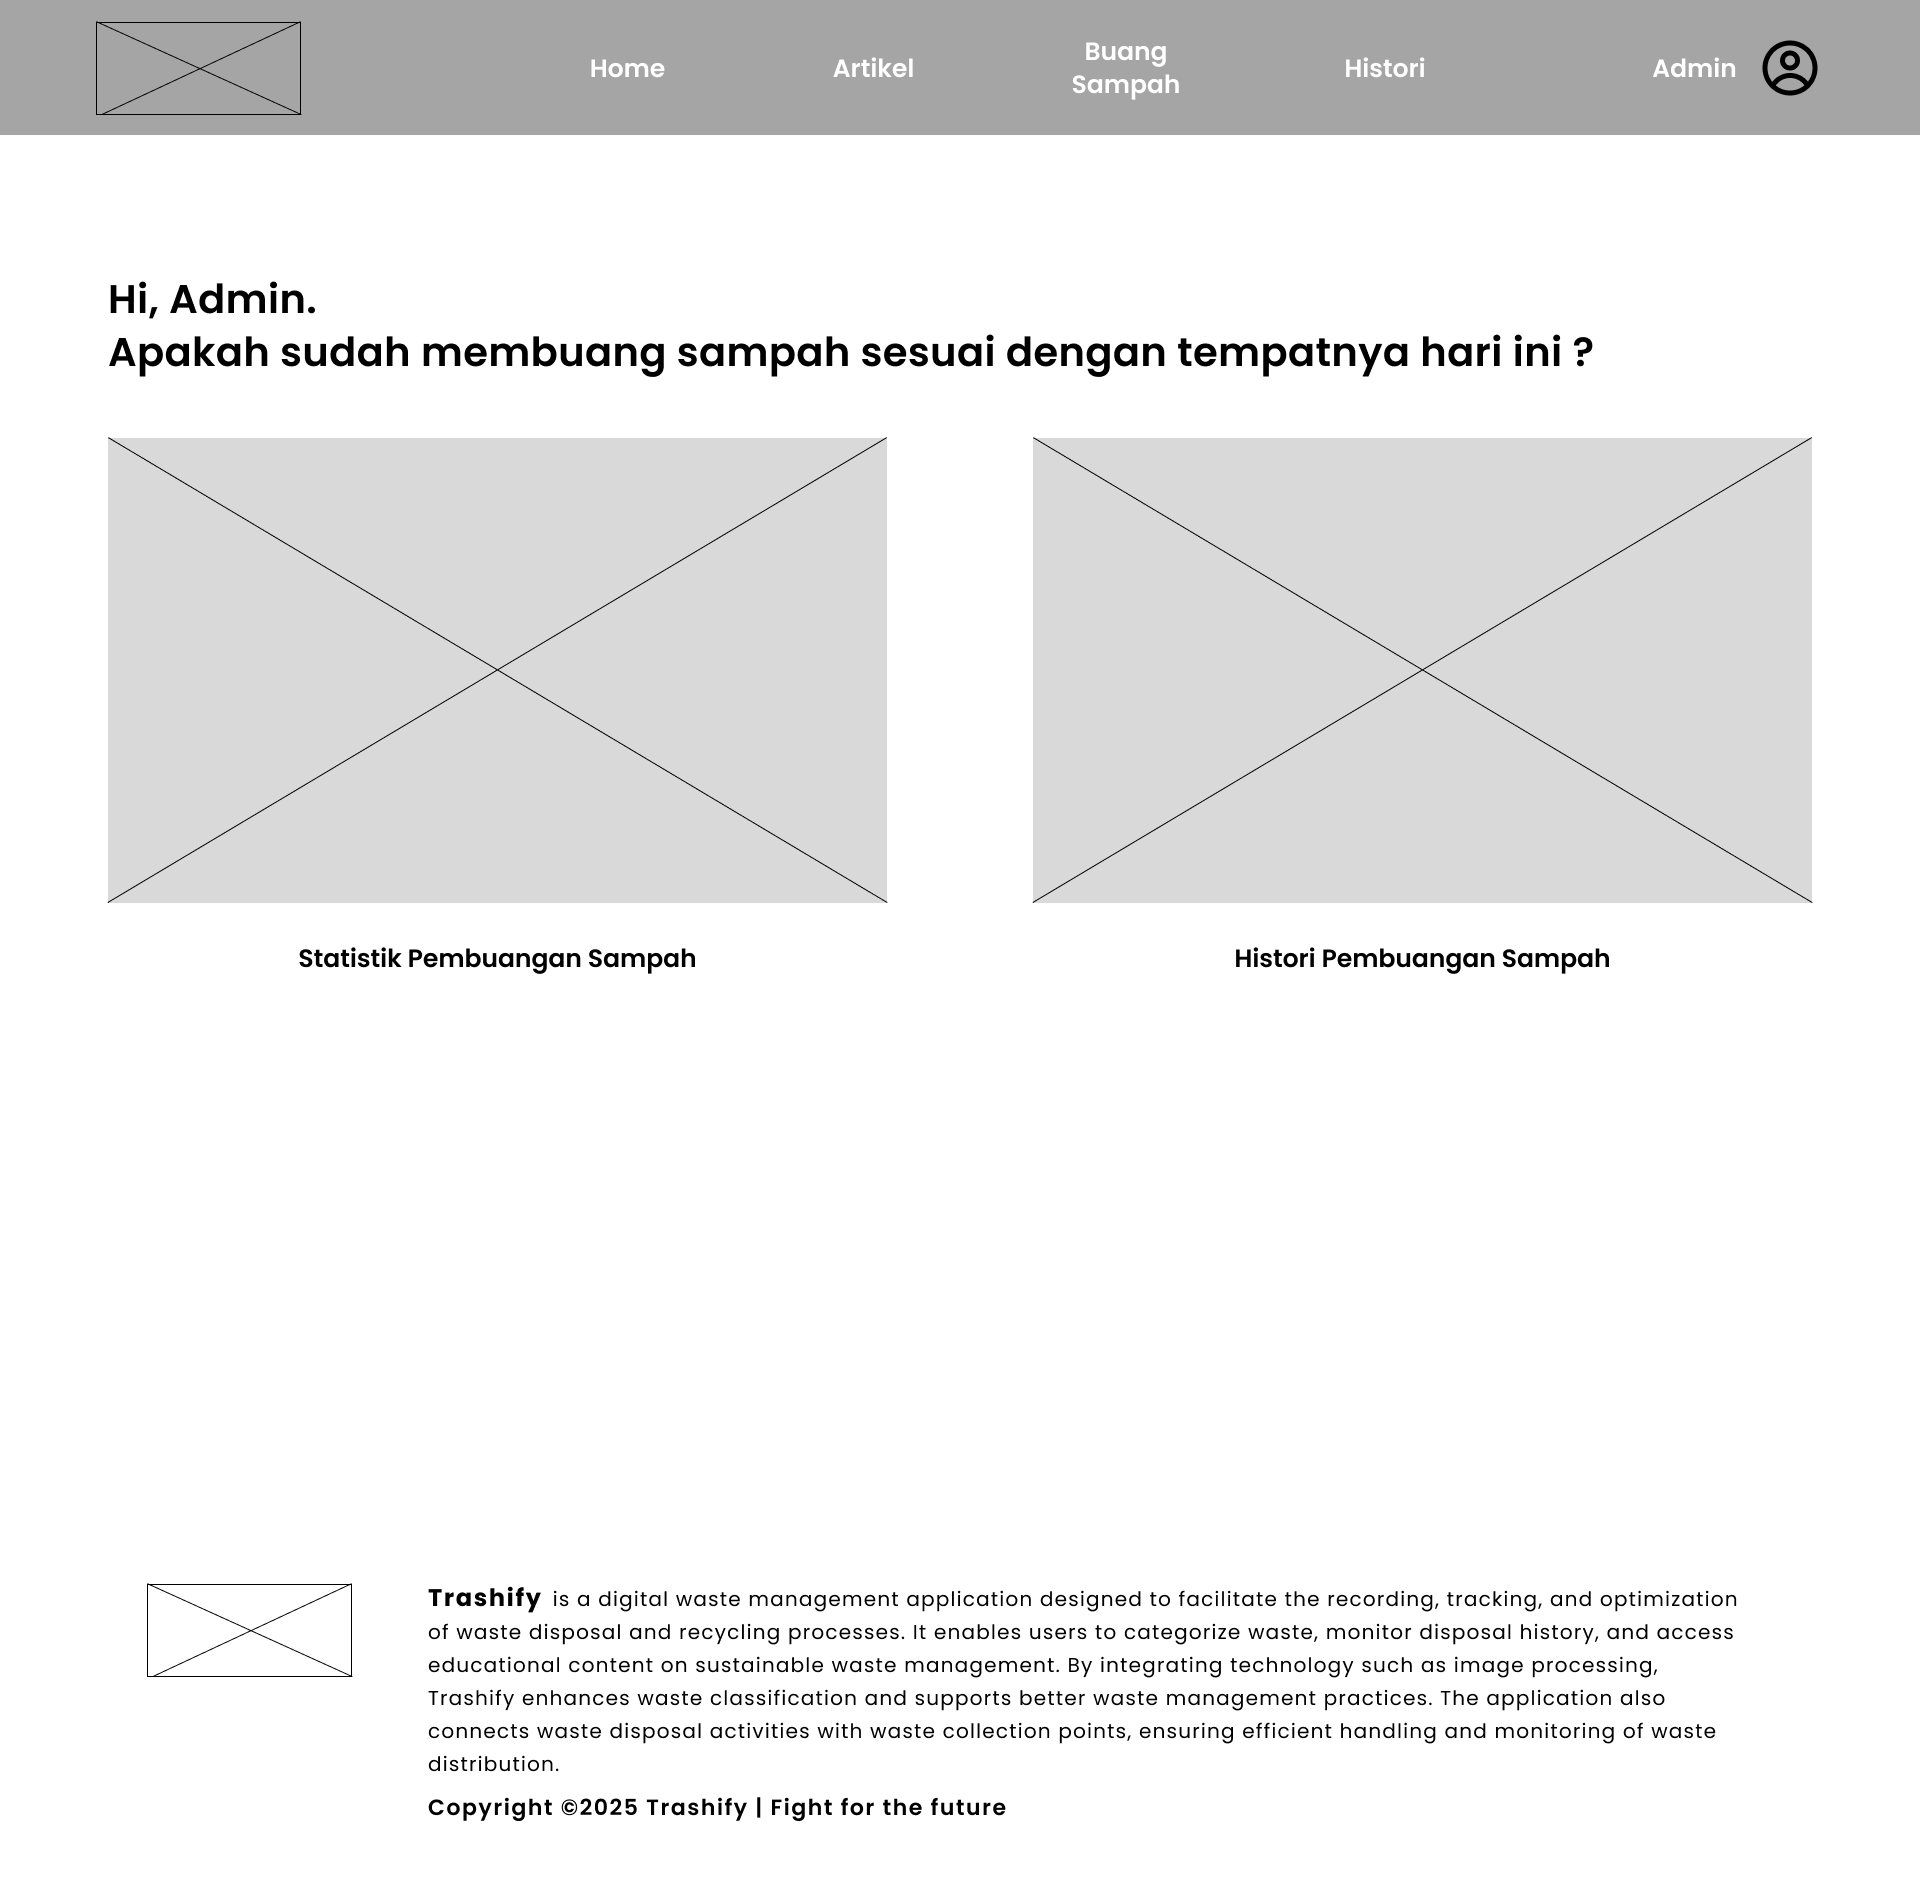 Home
Artikel
Buang
Sampah
Histori
Admin
Hi, Admin.
Apakah sudah membuang sampah sesuai dengan tempatnya hari ini ?
Statistik Pembuangan Sampah
Histori Pembuangan Sampah
Trashify is a digital waste management application designed to facilitate the recording, tracking, and optimization
of waste disposal and recycling processes. It enables users to categorize waste, monitor disposal history, and access
educational content on sustainable waste management. By integrating technology such as image processing,
Trashify enhances waste classification and supports better waste management practices. The application also
connects waste disposal activities with waste collection points, ensuring efficient handling and monitoring of waste
distribution.
Copyright ©2025 Trashify | Fight for the future